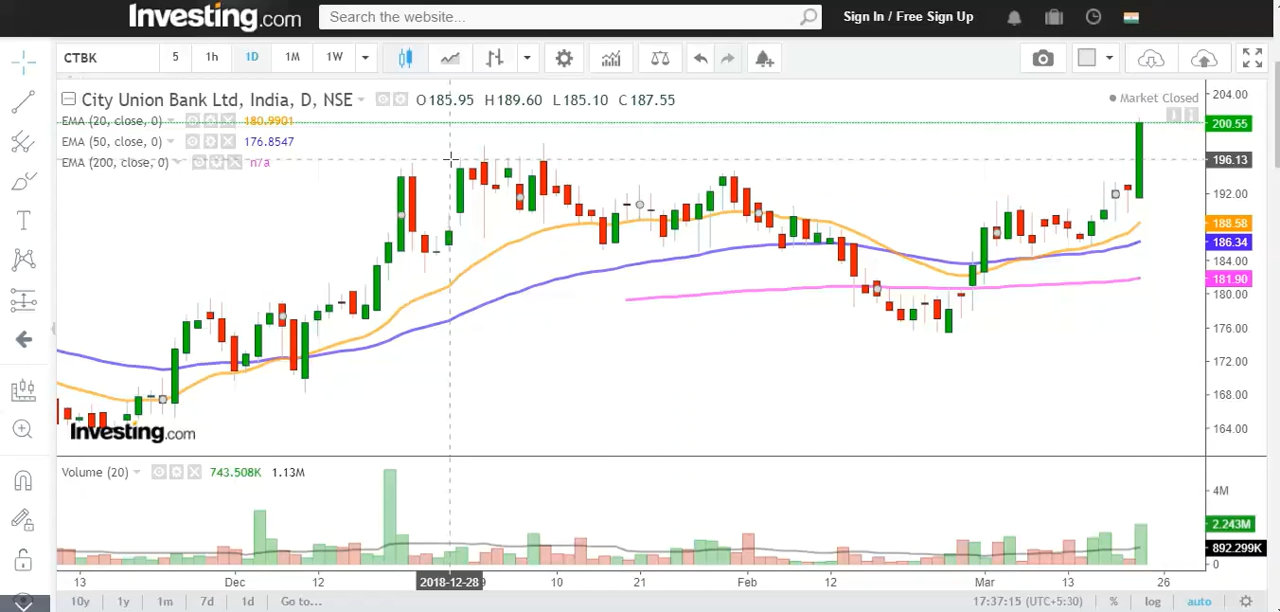 Investing.com Search the website... Sign In / Free Sign Up
CTBK 5 1h 1D 1M 1W
City Union Bank Ltd, India, D, NSE O185.95 H189.60 L185.10 C187.55
Market Closed
EMA (20, close, 0) 180.9901
EMA (50, close, 0) 176.8547
EMA (200, close, 0) n/a
204.00
200.55
196.13
192.00
188.58
186.34
184.00
181.90
180.00
176.00
172.00
168.00
164.00
Investing.com
Volume (20) 743.508K 1.13M
4M
2.243M
892.299K
0
13 Dec 12 2018-12-28 9 10 21 Feb 12 Mar 13 26
10y 1y 1m 7d 1d Go to... 17:37:15 (UTC+5:30) % log auto